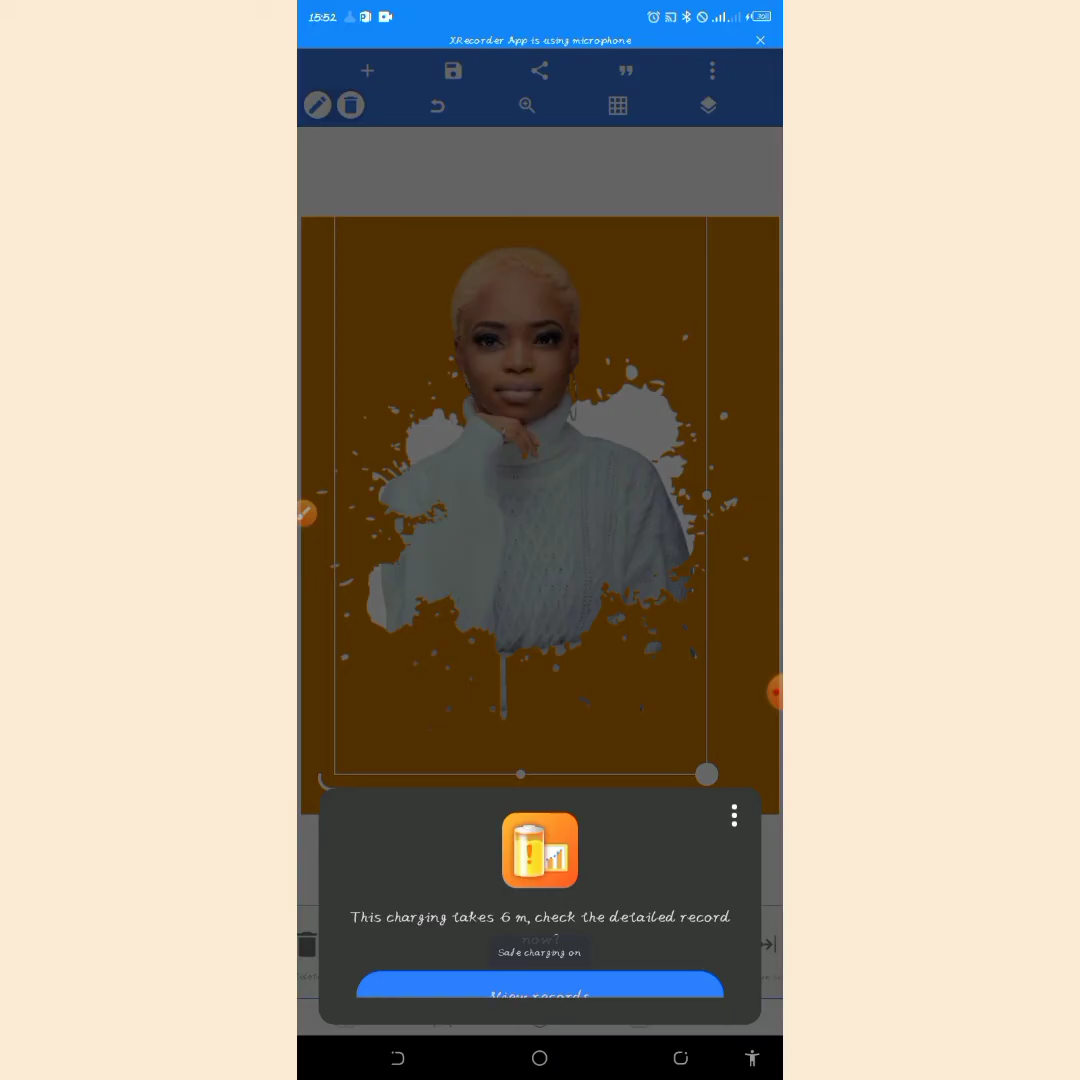 15:52
30
XRecorder App is using microphone
This charging takes 6 m, check the detailed record
now?
Safe charging on
View records